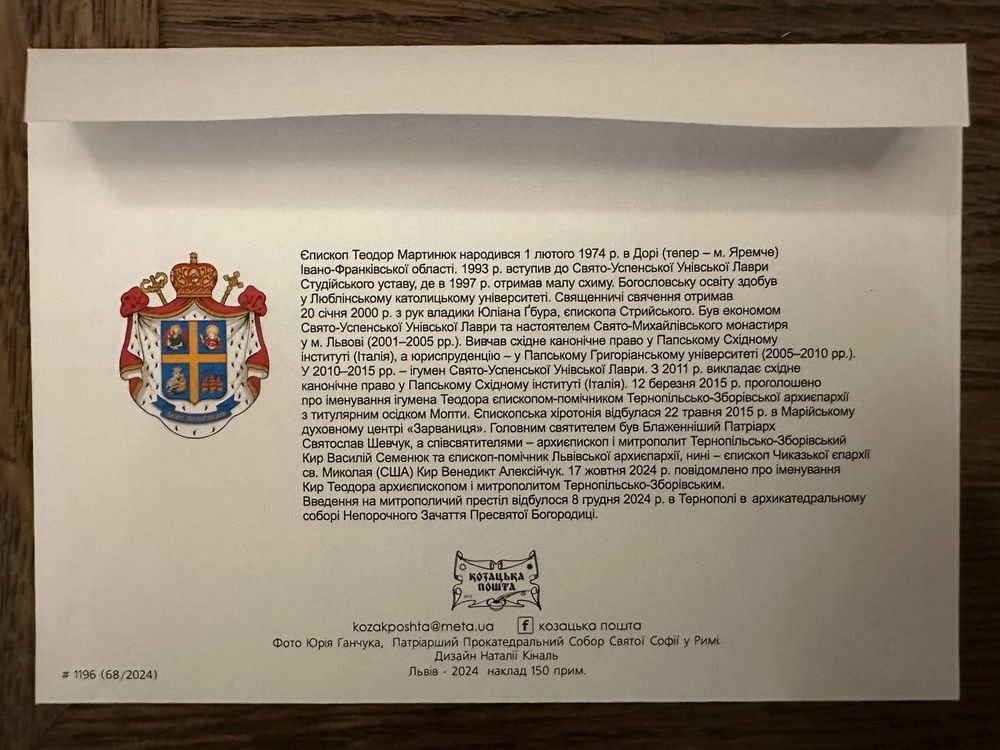 Єпископ Теодор Мартинюк народився 1 лютого 1974 р. в Дорі (тепер – м. Яремче)
Івано-Франківської області. 1993 р. вступив до Свято-Успенської Унівської Лаври
Студійського уставу, де в 1997 р. отримав малу схиму. Богословську освіту здобув
у Люблінському католицькому університеті. Священничі свячення отримав
20 січня 2000 р. з рук владики Юліана Ґбура, єпископа Стрийського. Був економом
Свято-Успенської Унівської Лаври та настоятелем Свято-Михайлівського монастиря
у м. Львові (2001–2005 рр.). Вивчав східне канонічне право у Папському Східному
інституті (Італія), а юриспруденцію – у Папському Григоріанському університеті (2005–2010 рр.).
У 2010–2015 рр. – ігумен Свято-Успенської Унівської Лаври. З 2011 р. викладає східне
канонічне право у Папському Східному інституті (Італія). 12 березня 2015 р. проголошено
про іменування ігумена Теодора єпископом-помічником Тернопільсько-Зборівської архиєпархії
з титулярним осідком Мопти. Єпископська хіротонія відбулася 22 травня 2015 р. в Марійському
духовному центрі «Зарваниця». Головним святителем був Блаженніший Патріарх
Святослав Шевчук, а співсвятителями – архиєпископ і митрополит Тернопільсько-Зборівський
Кир Василій Семенюк та єпископ-помічник Львівської архиєпархії, нині – єпископ Чиказької єпархії
св. Миколая (США) Кир Венедикт Алексійчук. 17 жовтня 2024 р. повідомлено про іменування
Кир Теодора архиєпископом і митрополитом Тернопільсько-Зборівським.
Введення на митрополичий престіл відбулося 8 грудня 2024 р. в Тернополі в архикатедральному
соборі Непорочного Зачаття Пресвятої Богородиці.
КОЗАЦЬКА
ПОШТА
kozakposhta@meta.ua f козацька пошта
Фото Юрія Ганчука, Патріарший Прокатедральний Собор Святої Софії у Римі
Дизайн Наталії Кіналь
Львів - 2024 наклад 150 прим.
# 1196 (68/2024)